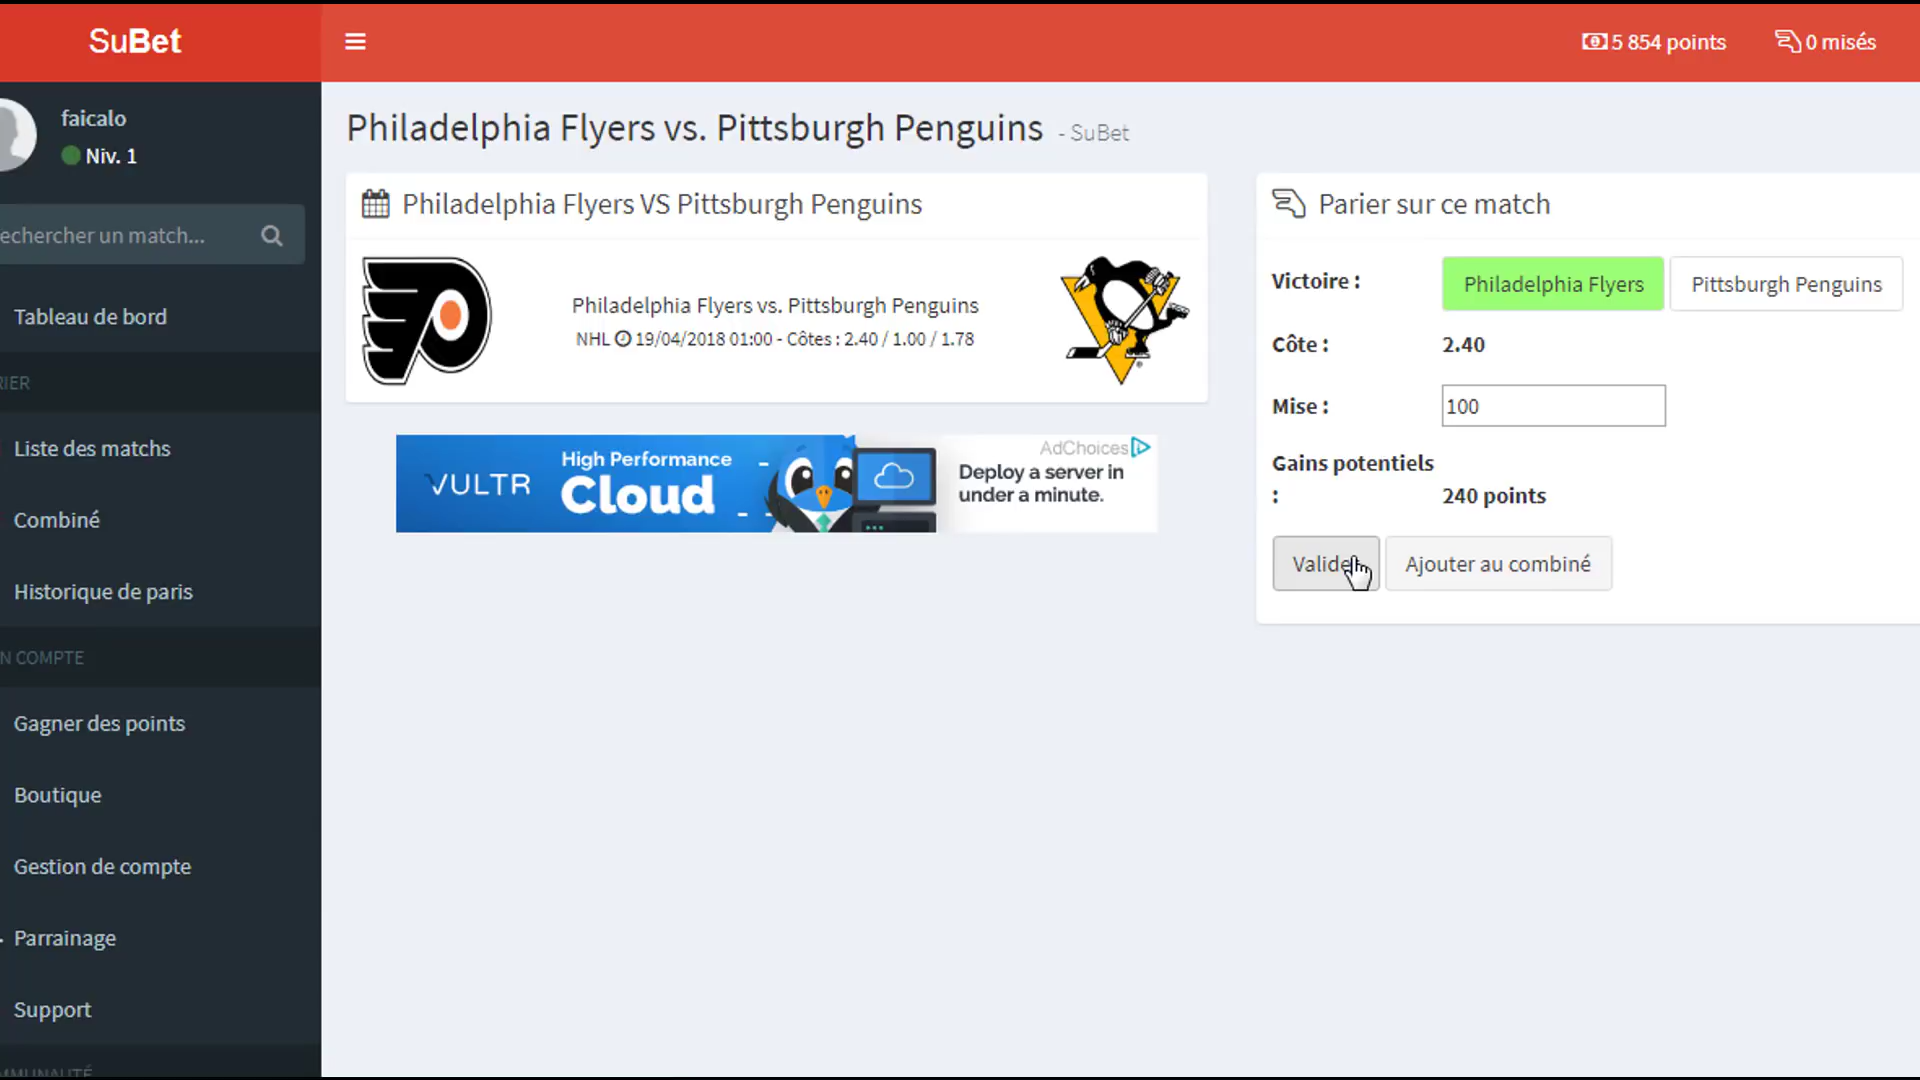 SuBet
5 854 points
0 misés
faicalo
Niv. 1
echercher un match...
Tableau de bord
RIER
Liste des matchs
Combiné
Historique de paris
N COMPTE
Gagner des points
Boutique
Gestion de compte
Parrainage
Support
MMUNAUTÉ
Philadelphia Flyers vs. Pittsburgh Penguins - SuBet
Philadelphia Flyers VS Pittsburgh Penguins
Philadelphia Flyers vs. Pittsburgh Penguins
NHL 19/04/2018 01:00 - Côtes : 2.40 / 1.00 / 1.78
VULTR
High Performance
Cloud
AdChoices
Deploy a server in
under a minute.
Parier sur ce match
Victoire : Philadelphia Flyers Pittsburgh Penguins
Côte : 2.40
Mise : 100
Gains potentiels
: 240 points
Valider Ajouter au combiné